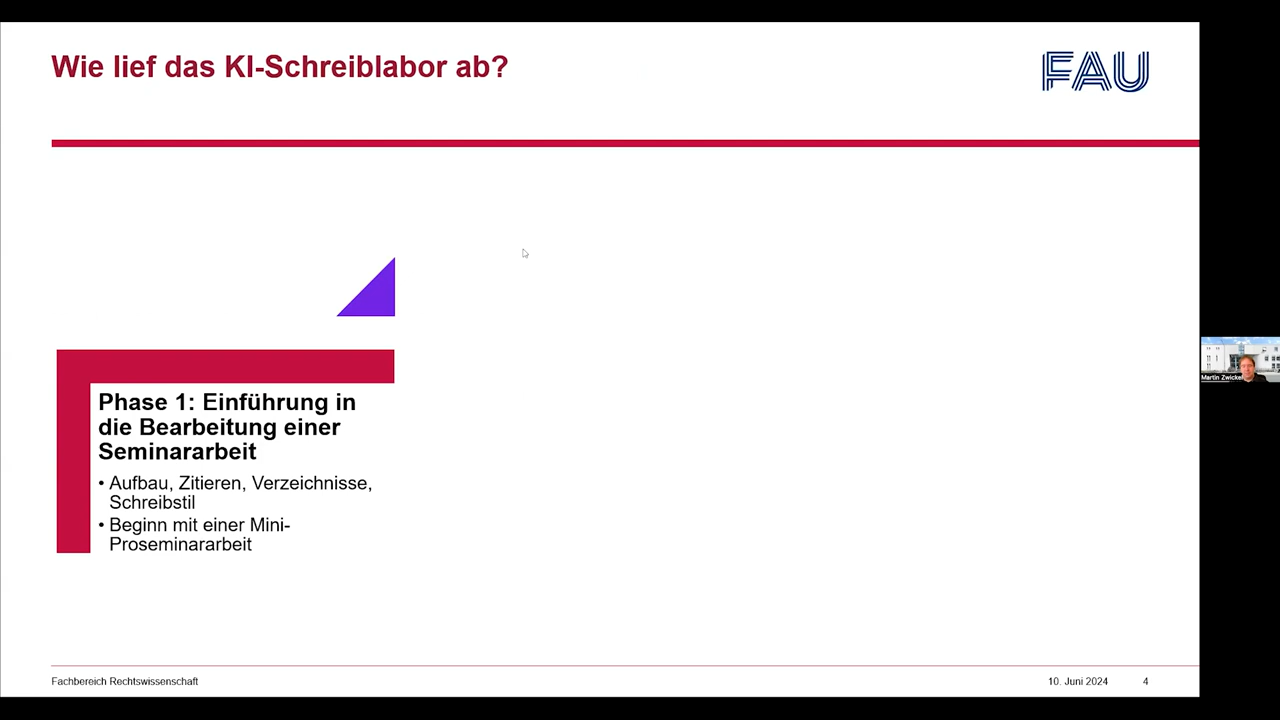 Wie lief das KI-Schreiblabor ab?
FAU
Phase 1: Einführung in
die Bearbeitung einer
Seminararbeit
• Aufbau, Zitieren, Verzeichnisse,
Schreibstil
• Beginn mit einer Mini-
Proseminararbeit
Martin Zwickel
Fachbereich Rechtswissenschaft
10. Juni 2024
4